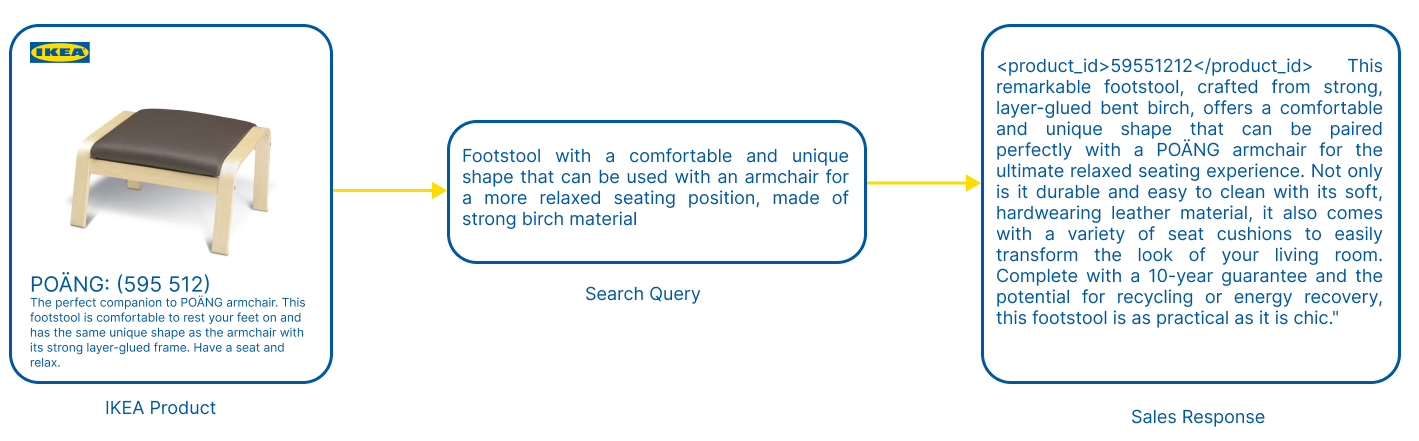 IKEA
POÄNG: (595 512)
The perfect companion to POÄNG armchair. This
footstool is comfortable to rest your feet on and
has the same unique shape as the armchair with
its strong layer-glued frame. Have a seat and
relax.
IKEA Product
Footstool with a comfortable and unique
shape that can be used with an armchair for
a more relaxed seating position, made of
strong birch material
Search Query
<product_id>59551212</product_id> This
remarkable footstool, crafted from strong,
layer-glued bent birch, offers a comfortable
and unique shape that can be paired
perfectly with a POÄNG armchair for the
ultimate relaxed seating experience. Not only
is it durable and easy to clean with its soft,
hardwearing leather material, it also comes
with a variety of seat cushions to easily
transform the look of your living room.
Complete with a 10-year guarantee and the
potential for recycling or energy recovery,
this footstool is as practical as it is chic."
Sales Response